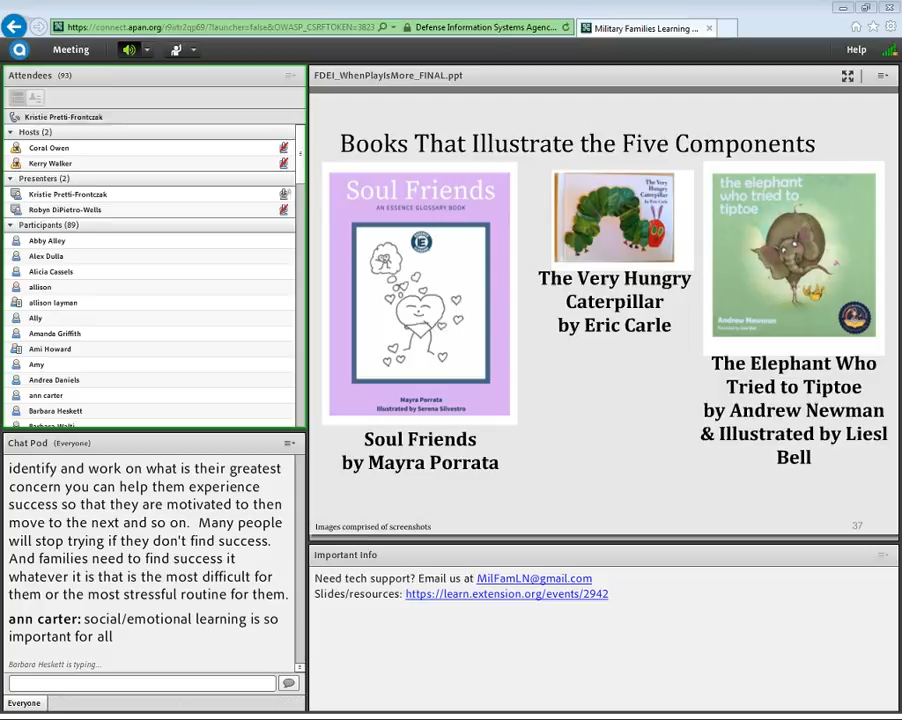 https://connect.apan.org/r9wtr2qp69/?launcher=false&OWASP_CSRFTOKEN=3823
Defense Information Systems Agenc...
Military Families Learning ...
Meeting
Help
Attendees (93)
Kristie Pretti-Frontczak
Hosts (2)
Coral Owen
Kerry Walker
Presenters (2)
Kristie Pretti-Frontczak
Robyn DiPietro-Wells
Participants (89)
Abby Alley
Alex Dulla
Alicia Cassels
allison
allison layman
Ally
Amanda Griffith
Ami Howard
Amy
Andrea Daniels
ann carter
Barbara Heskett
Chat Pod (Everyone)
identify and work on what is their greatest
concern you can help them experience
success so that they are motivated to then
move to the next and so on. Many people
will stop trying if they don't find success.
And families need to find success it
whatever it is that is the most difficult for
them or the most stressful routine for them.
ann carter: social/emotional learning is so
important for all
Barbara Heskett is typing...
Everyone
FDEI_WhenPlayIsMore_FINAL.ppt
Books That Illustrate the Five Components
Soul Friends
AN ESSENCE GLOSSARY BOOK
E
Mayra Porrata
Illustrated by Serena Silvestro
Soul Friends
by Mayra Porrata
The Very
Hungry
Caterpillar
by Eric Carle
The Very Hungry
Caterpillar
by Eric Carle
the elephant
who tried to
tiptoe
Andrew Newman
The Elephant Who
Tried to Tiptoe
by Andrew Newman
& Illustrated by Liesl
Bell
Images comprised of screenshots
37
Important Info
Need tech support? Email us at MilFamLN@gmail.com
Slides/resources: https://learn.extension.org/events/2942